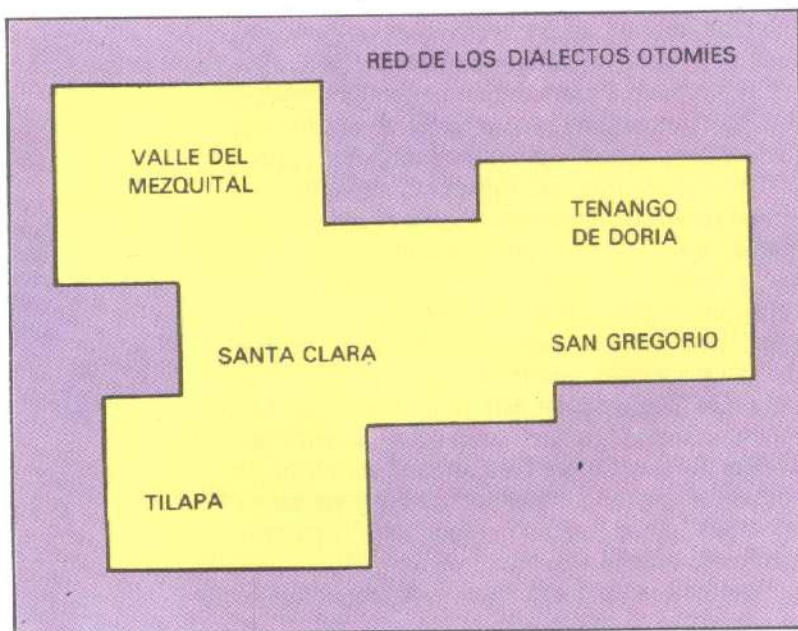 RED DE LOS DIALECTOS OTOMIES
VALLE DEL
MEZQUITAL
TENANGO
DE DORIA
SANTA CLARA
SAN GREGORIO
TILAPA